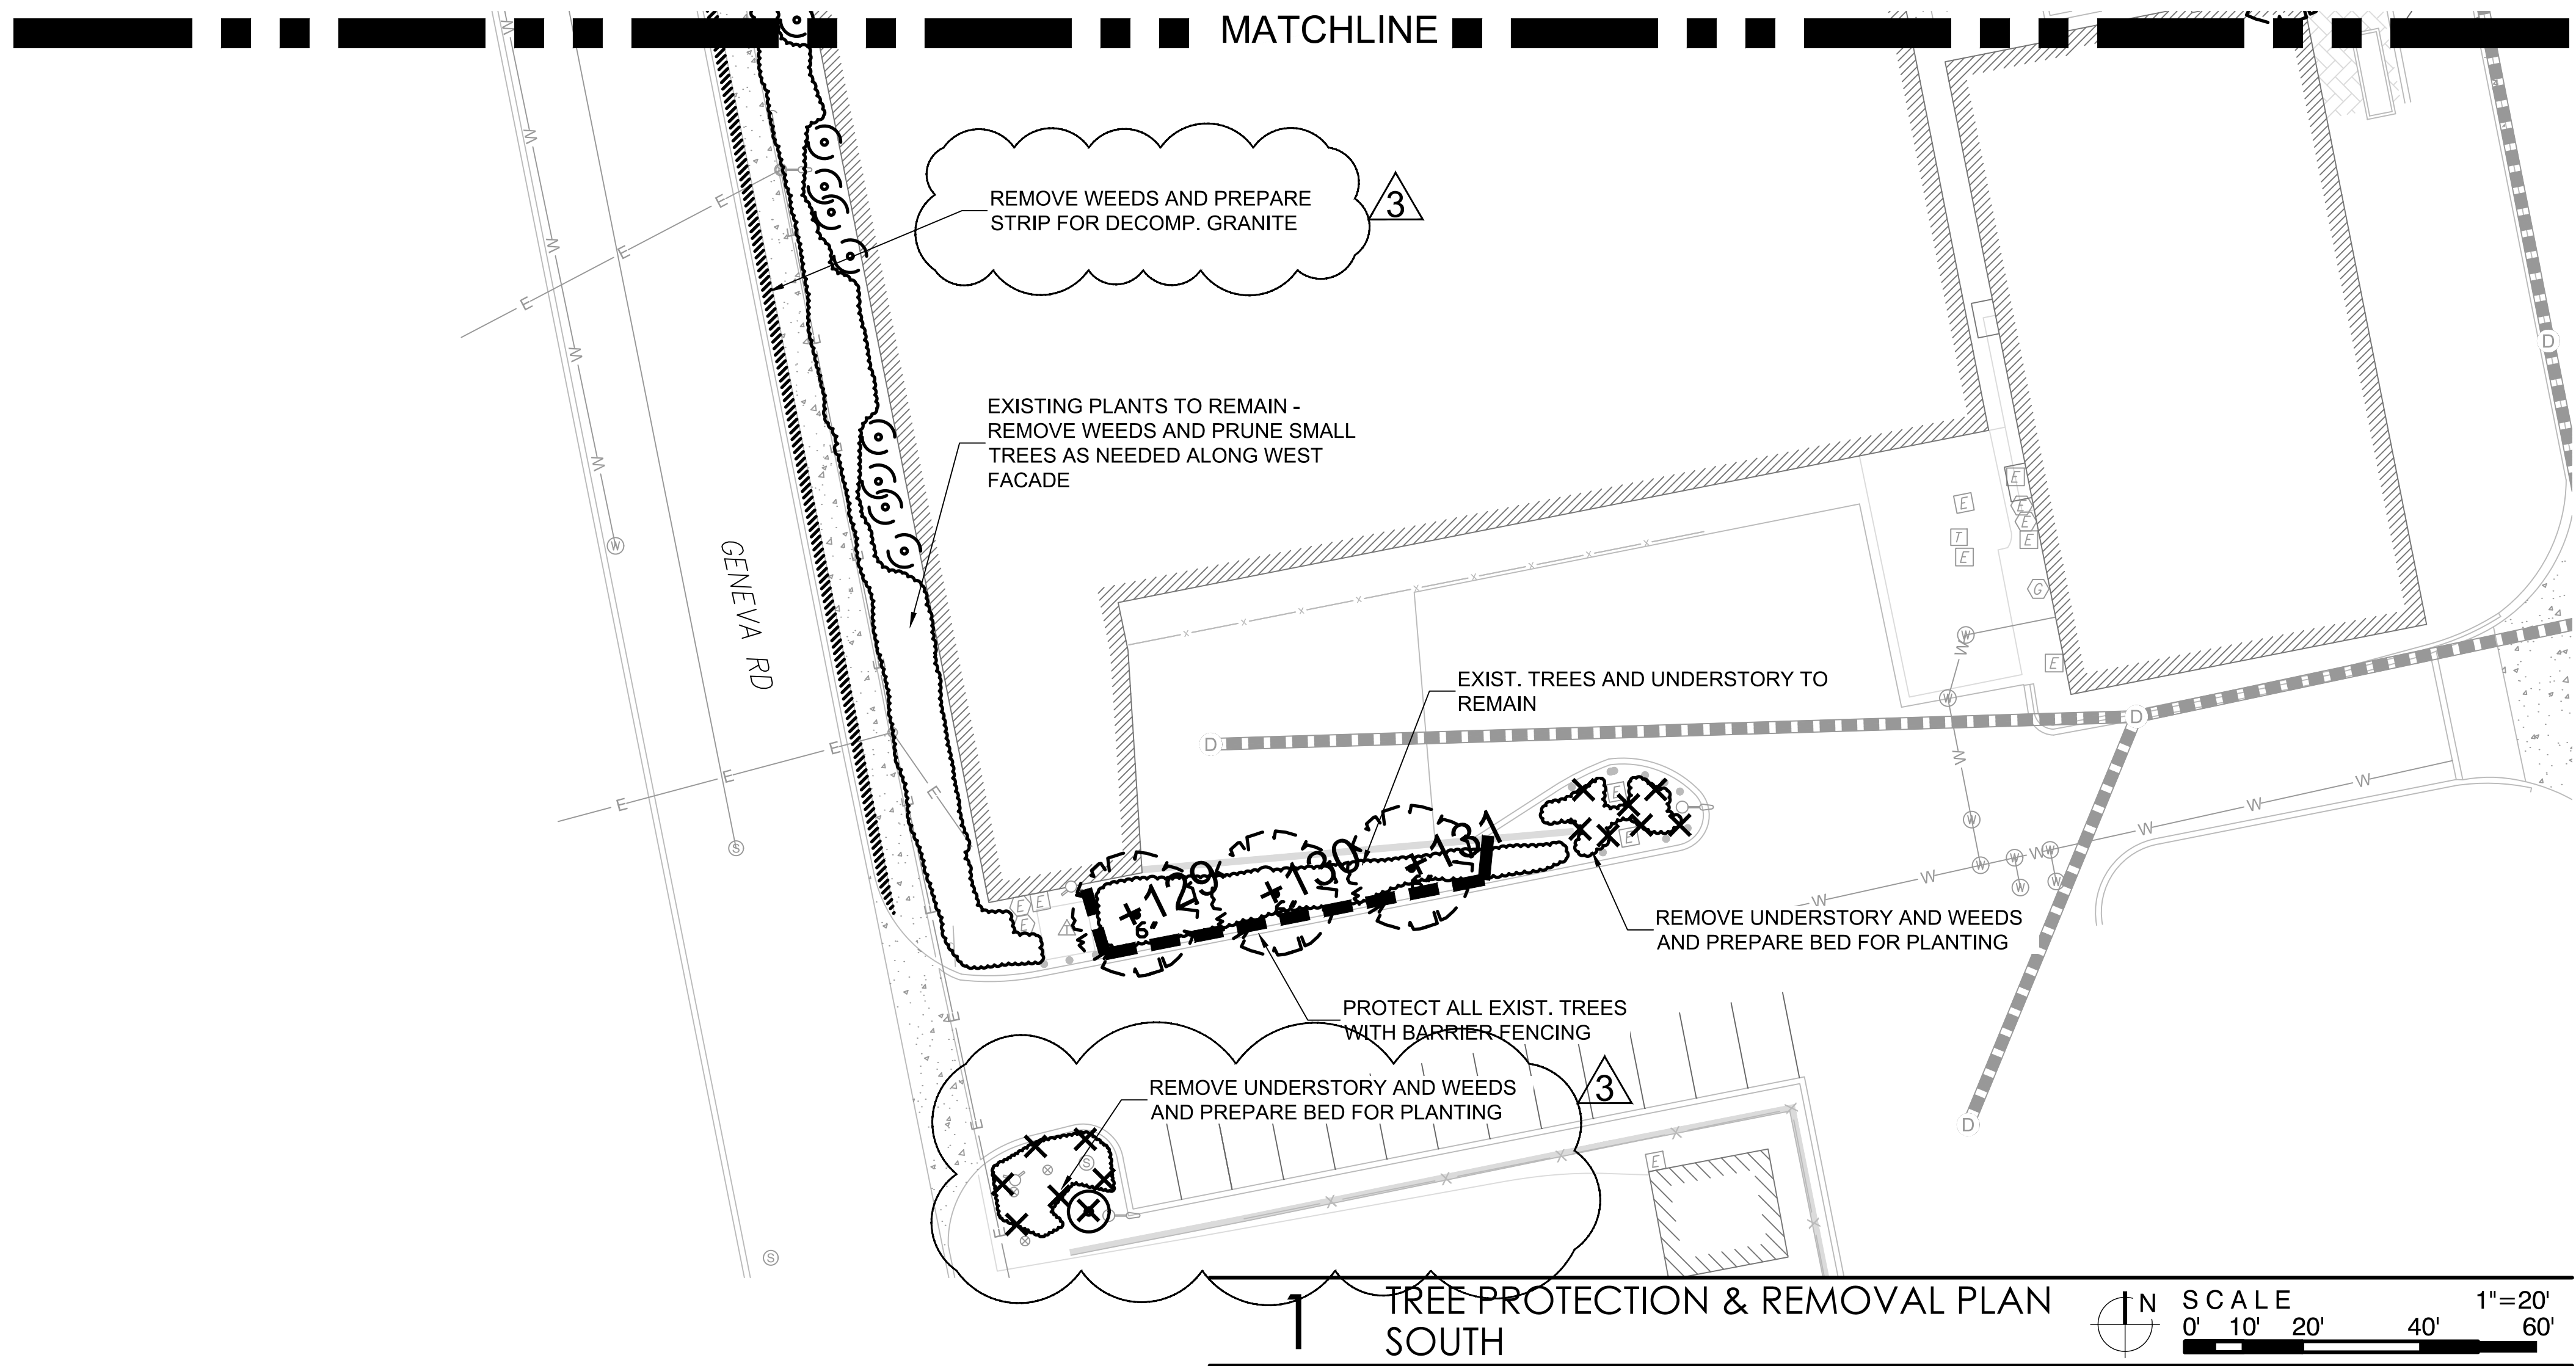 MATCHLINE
REMOVE WEEDS AND PREPARE
STRIP FOR DECOMP. GRANITE
3
EXISTING PLANTS TO REMAIN -
REMOVE WEEDS AND PRUNE SMALL
TREES AS NEEDED ALONG WEST
FACADE
GENEVA RD
EXIST. TREES AND UNDERSTORY TO
REMAIN
129
6'
130
131
REMOVE UNDERSTORY AND WEEDS
AND PREPARE BED FOR PLANTING
PROTECT ALL EXIST. TREES
WITH BARRIER FENCING
REMOVE UNDERSTORY AND WEEDS
AND PREPARE BED FOR PLANTING
3
1
TREE PROTECTION & REMOVAL PLAN
SOUTH
N
SCALE 1"=20'
0' 10' 20' 40' 60'